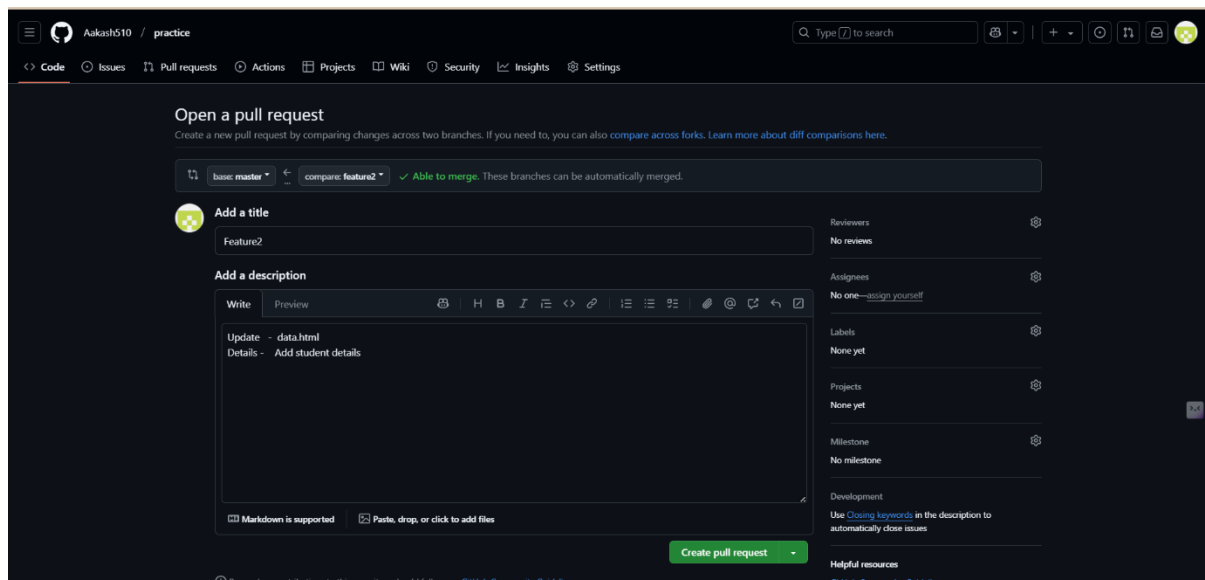 Aakash510 / practice
Type / to search
<> Code Issues Pull requests Actions Projects Wiki Security Insights Settings
Open a pull request
Create a new pull request by comparing changes across two branches. If you need to, you can also compare across forks. Learn more about diff comparisons here.
base: master ← ... compare: feature2 ✓ Able to merge. These branches can be automatically merged.
Add a title
Feature2
Add a description
Write Preview H B I
Update - data.html
Details - Add student details
Markdown is supported Paste, drop, or click to add files
Create pull request
Reviewers
No reviews
Assignees
No one—assign yourself
Labels
None yet
Projects
None yet
Milestone
No milestone
Development
Use Closing keywords in the description to
automatically close issues
Helpful resources